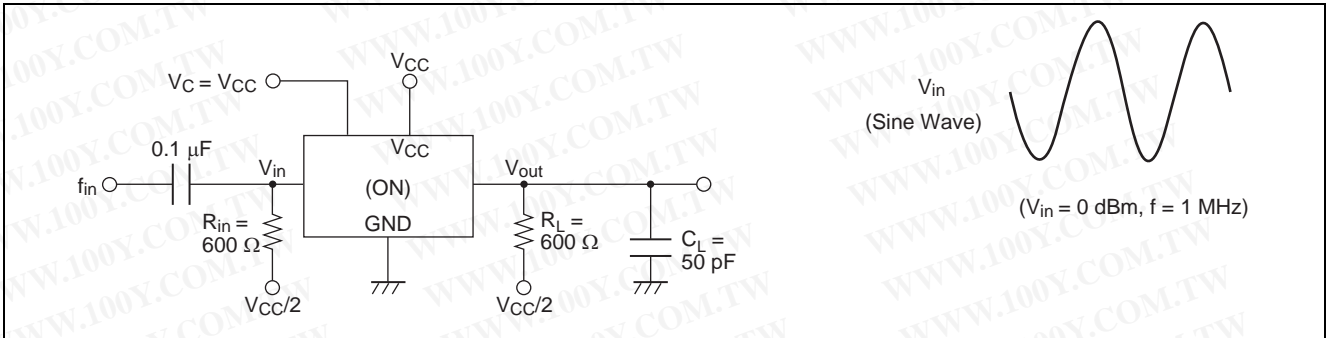 V_C = V_CC
V_CC
V_CC
0.1 μF
f_in
V_in
(ON)
V_out
GND
R_in =
600 Ω
R_L =
600 Ω
C_L =
50 pF
V_CC/2
V_CC/2
V_in
(Sine Wave)
(V_in = 0 dBm, f = 1 MHz)
WWW.100Y.COM.TW